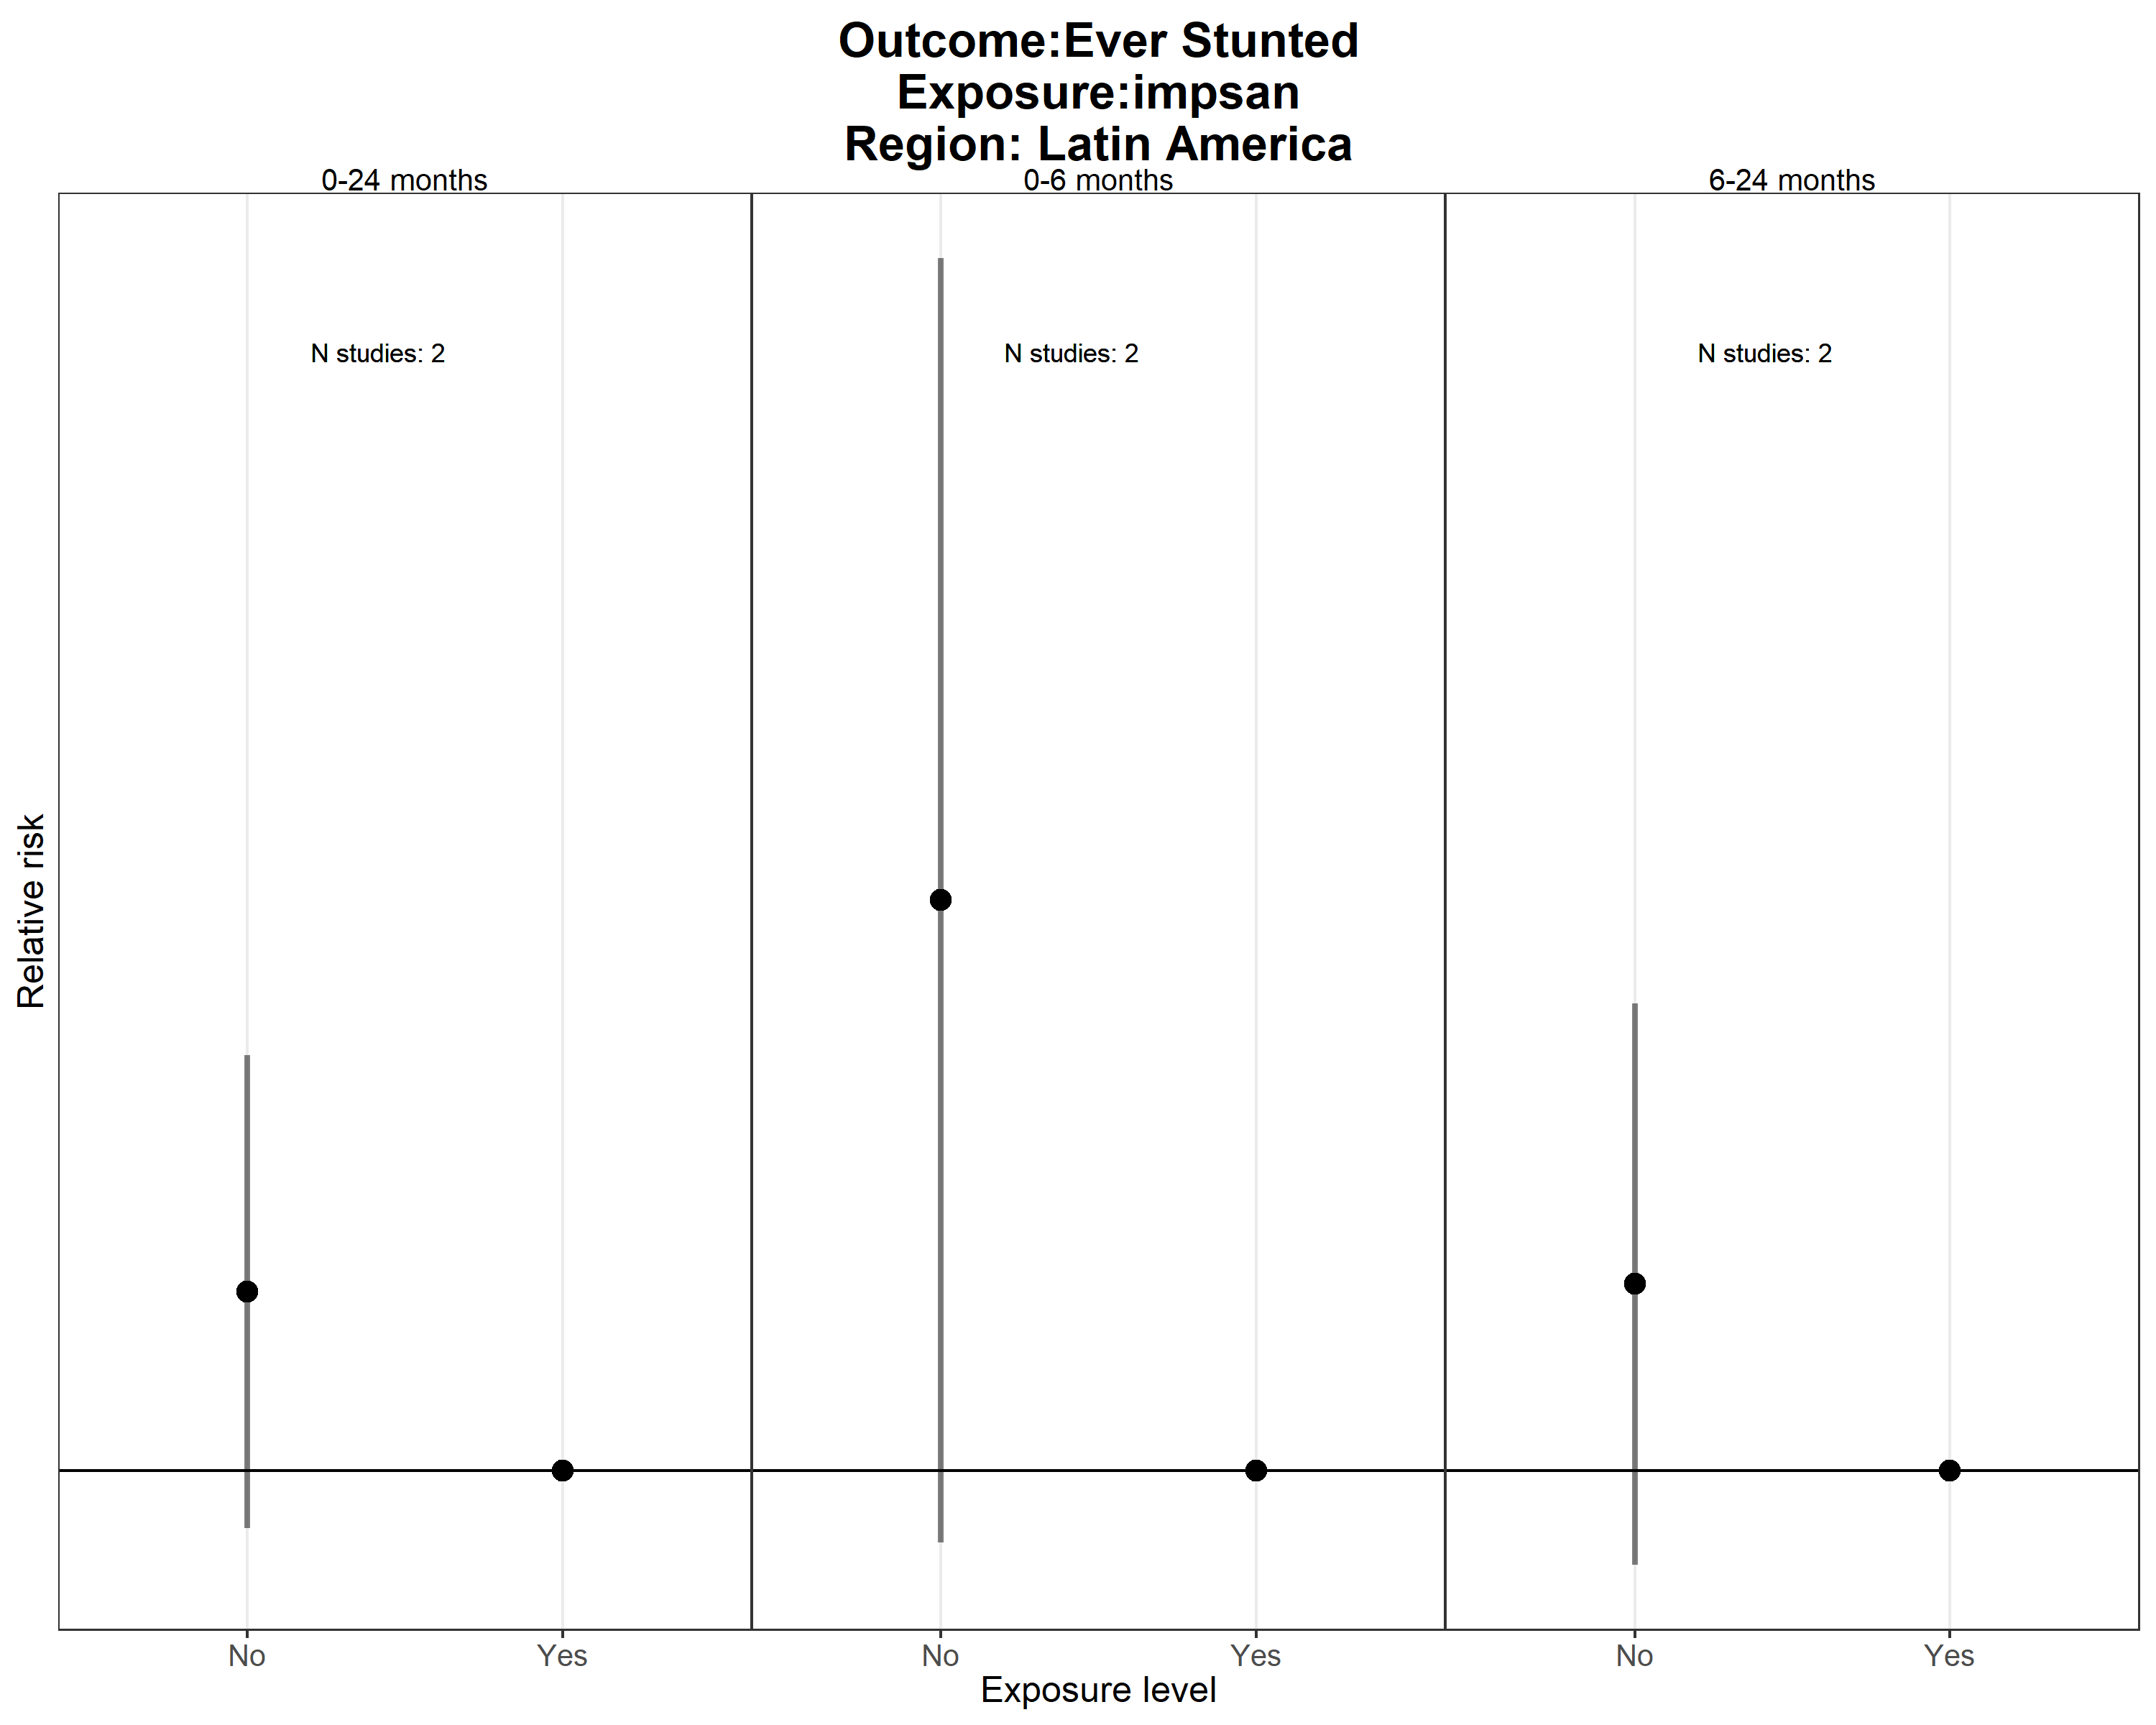 Outcome:Ever Stunted
Exposure:impsan
Region: Latin America
0-24 months
0-6 months
6-24 months
N studies: 2
N studies: 2
N studies: 2
Relative risk
No
Yes
No
Yes
No
Yes
Exposure level